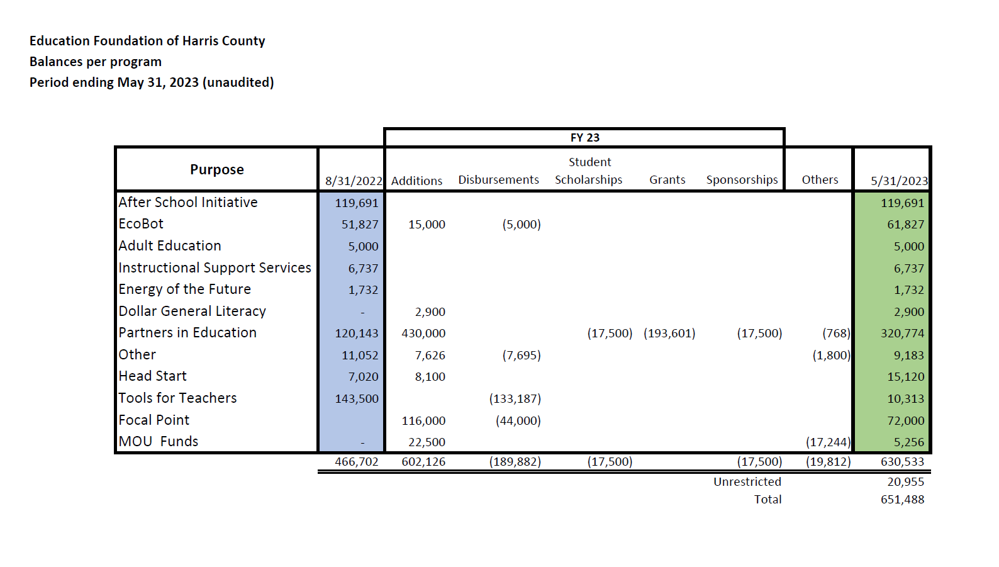 Education Foundation of Harris County
Balances per program
Period ending May 31, 2023 (unaudited)
FY 23
Purpose 8/31/2022 Additions Disbursements Student Scholarships Grants Sponsorships Others 5/31/2023
After School Initiative 119,691 119,691
EcoBot 51,827 15,000 (5,000) 61,827
Adult Education 5,000 5,000
Instructional Support Services 6,737 6,737
Energy of the Future 1,732 1,732
Dollar General Literacy - 2,900 2,900
Partners in Education 120,143 430,000 (17,500) (193,601) (17,500) (768) 320,774
Other 11,052 7,626 (7,695) (1,800) 9,183
Head Start 7,020 8,100 15,120
Tools for Teachers 143,500 (133,187) 10,313
Focal Point 116,000 (44,000) 72,000
MOU Funds - 22,500 (17,244) 5,256
466,702 602,126 (189,882) (17,500) (17,500) (19,812) 630,533
Unrestricted 20,955
Total 651,488